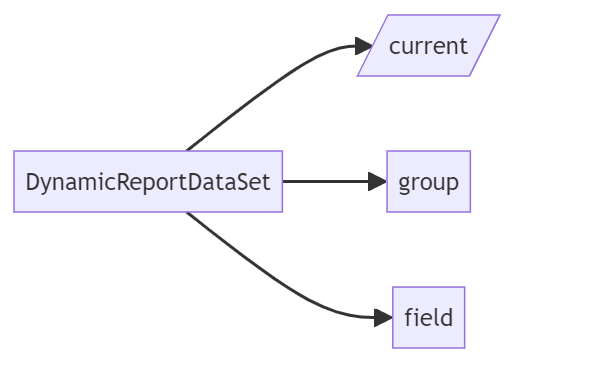 current
DynamicReportDataSet
group
field